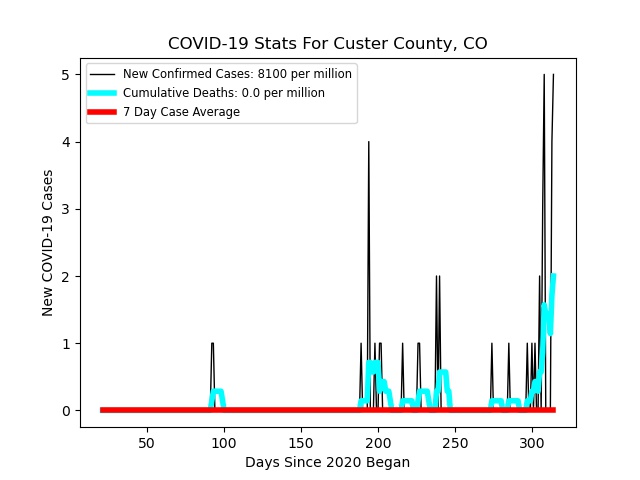 COVID-19 Stats For Custer County, CO
New Confirmed Cases: 8100 per million
Cumulative Deaths: 0.0 per million
7 Day Case Average
New COVID-19 Cases
5
4
3
2
1
0
50 100 150 200 250 300
Days Since 2020 Began